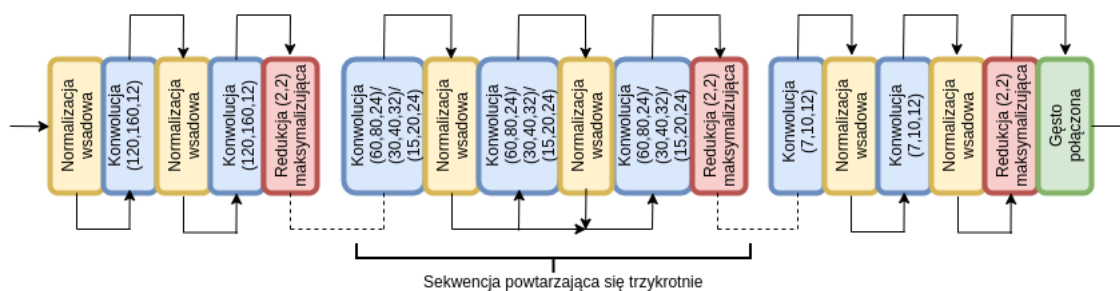 Normalizacja
wsadowa
Konwolucja
(120,160,12)
Normalizacja
wsadowa
Konwolucja
(120,160,12)
Redukcja (2,2)
maksymalizująca
Konwolucja
(60,80,24)/
(30,40,32)/
(15,20,24)
Normalizacja
wsadowa
Konwolucja
(60,80,24)/
(30,40,32)/
(15,20,24)
Normalizacja
wsadowa
Konwolucja
(60,80,24)/
(30,40,32)/
(15,20,24)
Redukcja (2,2)
maksymalizująca
Konwolucja
(7,10,12)
Normalizacja
wsadowa
Konwolucja
(7,10,12)
Normalizacja
wsadowa
Redukcja (2,2)
maksymalizująca
Gęsto
połączona
Sekwencja powtarzająca się trzykrotnie